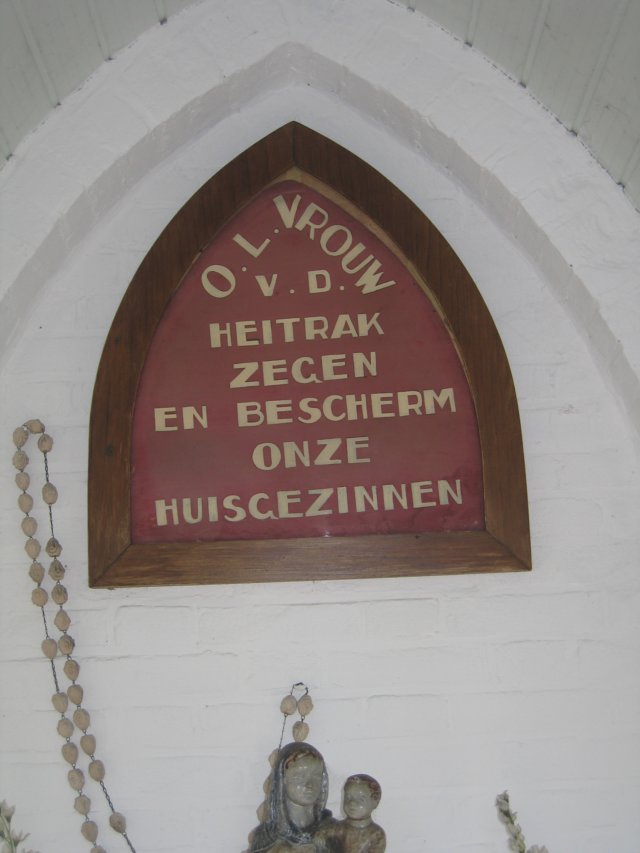 O.L.VROUW
V.D.
HEITRAK
ZEGEN
EN BESCHERM
ONZE
HUISGEZINNEN